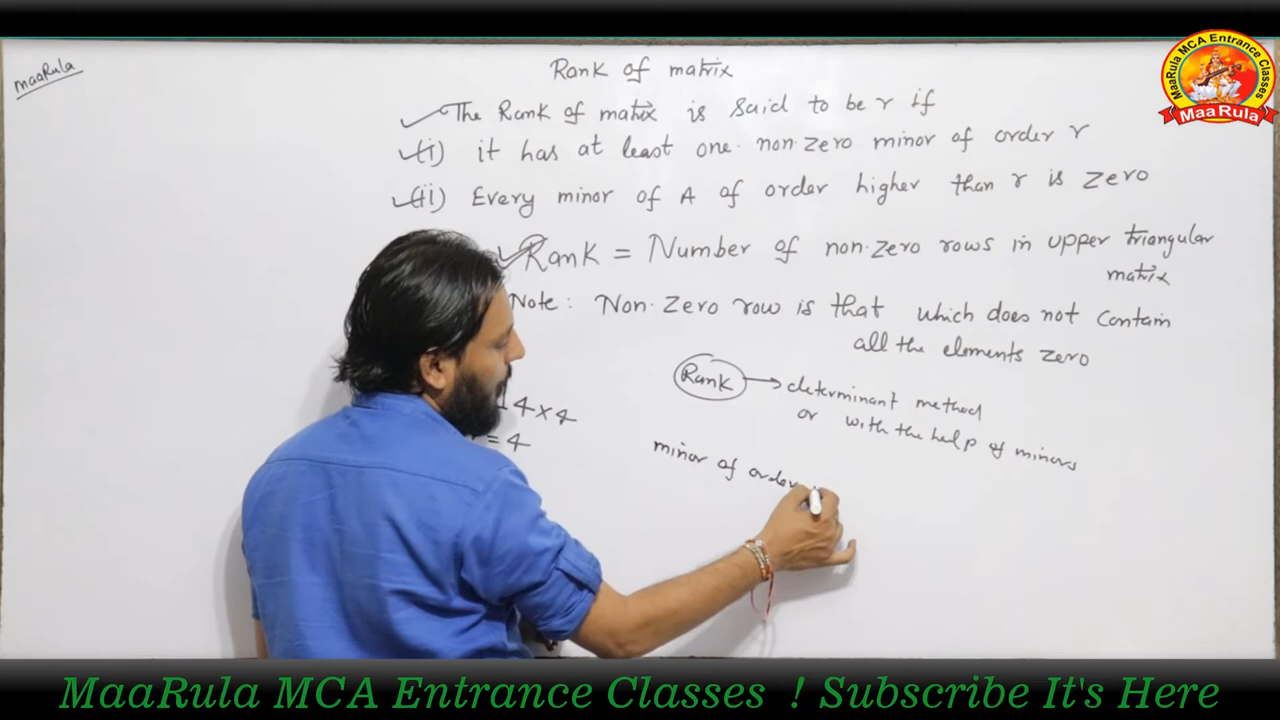 MaaRula
Rank of matrix
The Rank of matrix is said to be r if
(i) it has at least one non-zero minor of order r
(ii) Every minor of A of order higher than r is zero
Rank = Number of non-zero rows in upper triangular
matrix
Note: Non-Zero row is that which does not contain
all the elements zero
Rank → determinant method
or with the help of minors
4×4
= 4
minor of order
MaaRula MCA Entrance Classes
MaaRula
MaaRula MCA Entrance Classes ! Subscribe It's Here